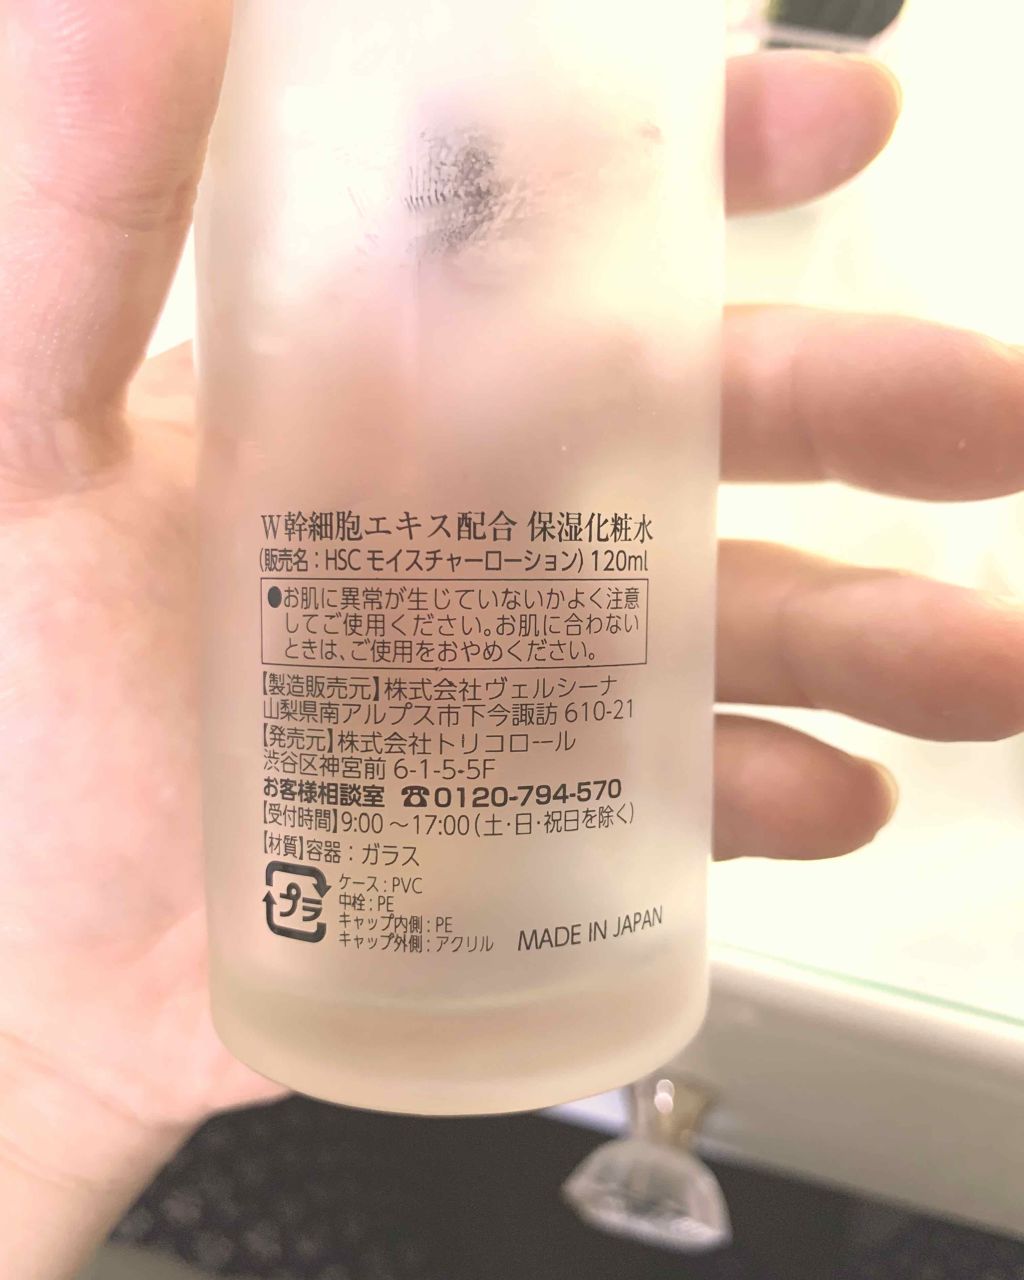 W幹細胞エキス配合 保湿化粧水
(販売名：HSC モイスチャーローション) 120ml
●お肌に異常が生じていないかよく注意
してご使用ください。お肌に合わない
ときは、ご使用をおやめください。
【製造販売元】株式会社ヴェルシーナ
山梨県南アルプス市下今諏訪 610-21
【発売元】株式会社トリコロール
渋谷区神宮前 6-1-5-5F
お客様相談室 ☎0120-794-570
【受付時間】9:00 ～17:00（土・日・祝日を除く）
【材質】容器：ガラス
プラ
ケース：PVC
中栓：PE
キャップ内側：PE
キャップ外側：アクリル
MADE IN JAPAN